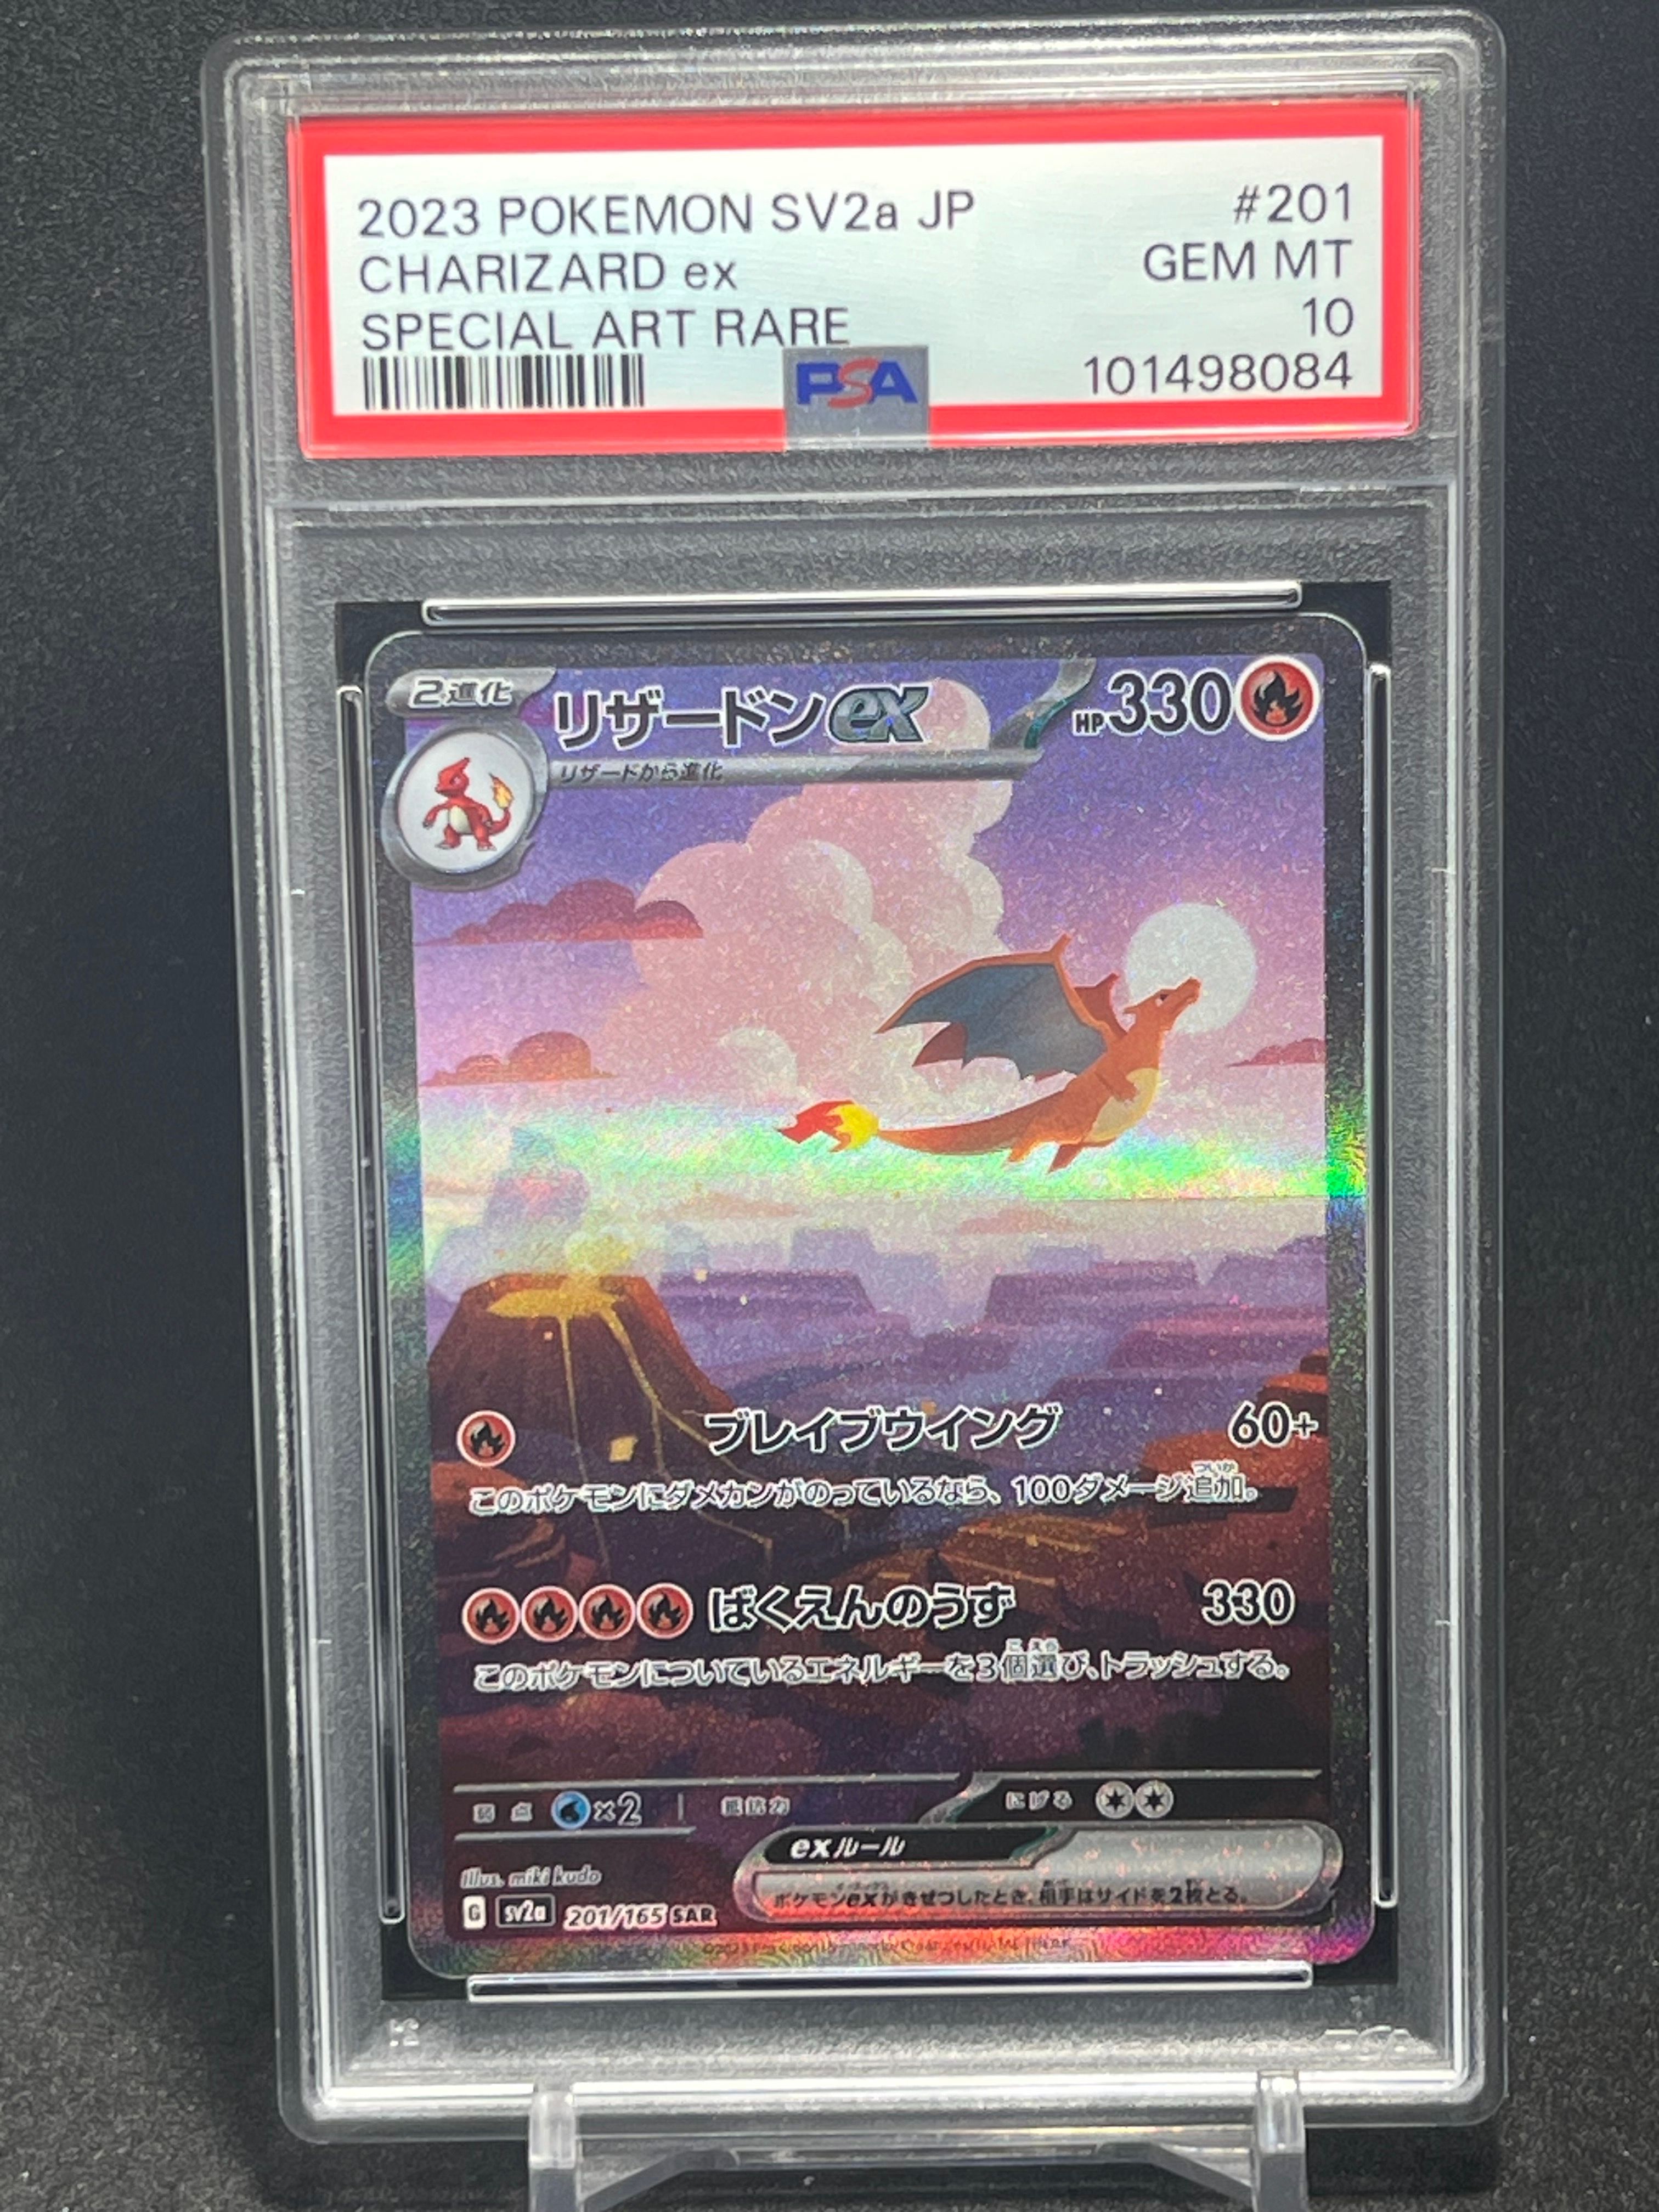 2023 POKEMON SV2a JP #201
CHARIZARD ex GEM MT
SPECIAL ART RARE 10
PSA 101498084
2進化 リザードンex HP330
リザードから進化
ブレイブウイング 60+
このポケモンにダメカンがのっているなら、100ダメージ追加。
ばくえんのうず 330
このポケモンについているエネルギーを3個選び、トラッシュする。
弱点 ×2 抵抗力 にげる
exルール
ポケモンexがきぜつしたとき、相手はサイドを2枚とる。
Illus. miki kudo
G sv2a 201/165 SAR